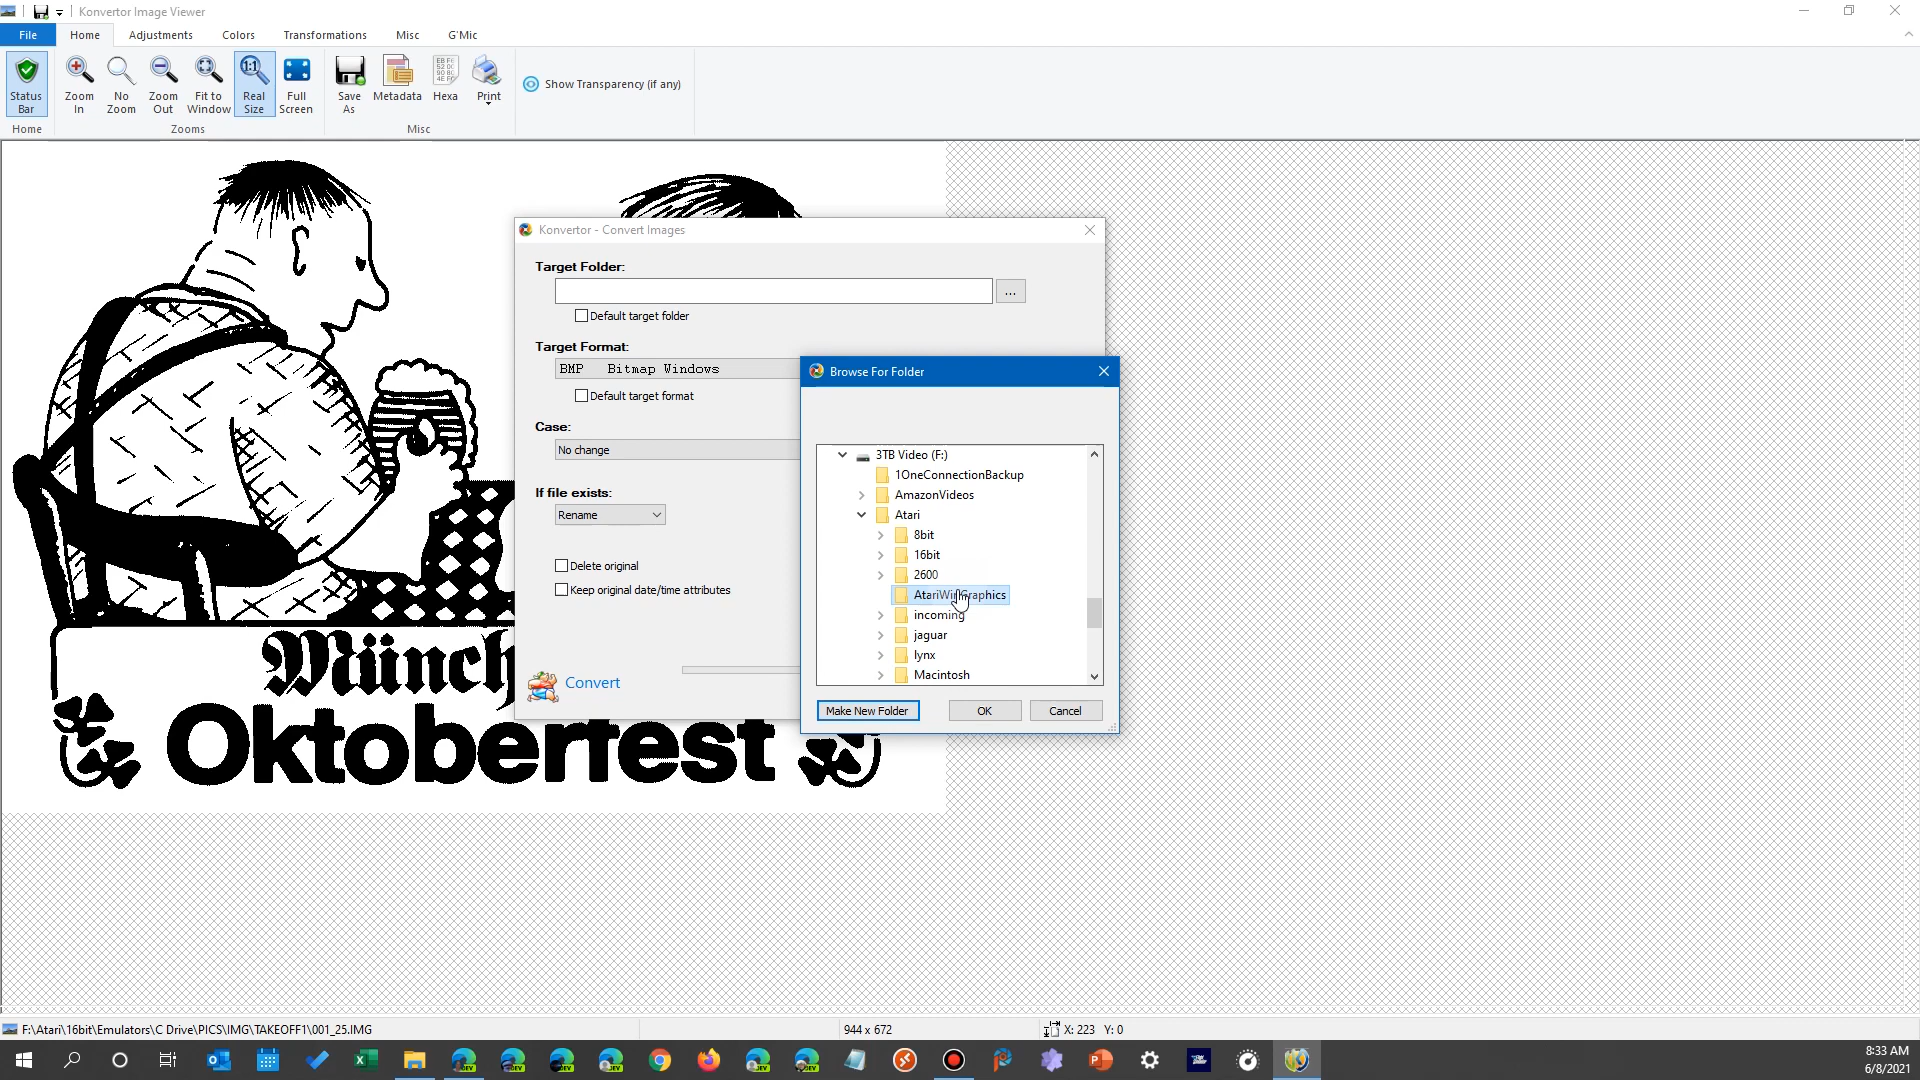 Konvertor Image Viewer
File Home Adjustments Colors Transformations Misc G'Mic
Status Bar
Zoom In
No Zoom
Zoom Out
Fit to Window
Real Size
Full Screen
Save As
Metadata
Hexa
Print
Show Transparency (if any)
Home
Zooms
Misc
Konvertor - Convert Images
Target Folder:
...
Default target folder
Target Format:
BMP Bitmap Windows
Default target format
Case:
No change
If file exists:
Rename
Delete original
Keep original date/time attributes
Convert
Browse For Folder
3TB Video (F:)
1OneConnectionBackup
AmazonVideos
Atari
8bit
16bit
2600
AtariWinGraphics
incoming
jaguar
lynx
Macintosh
Make New Folder OK Cancel
Münch
Oktoberfest
F:\Atari\16bit\Emulators\C Drive\PICS\IMG\TAKEOFF1\001_25.IMG
944 x 672
X: 223 Y: 0
8:33 AM
6/8/2021